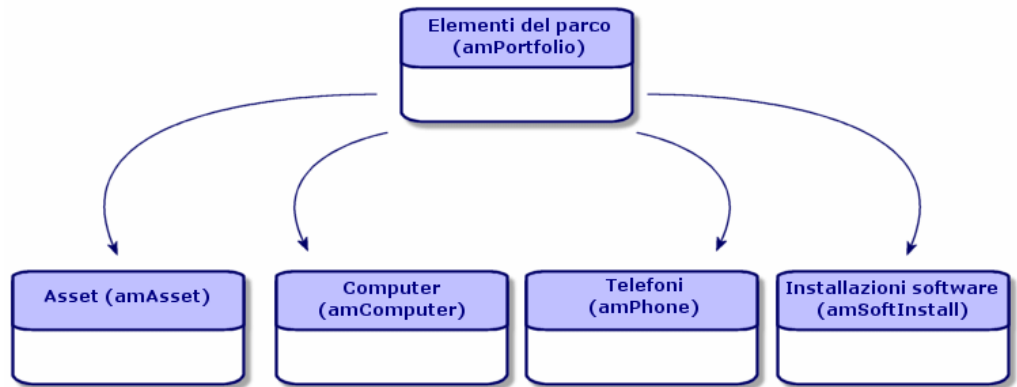 Elementi del parco
(amPortfolio)
Asset (amAsset)
Computer
(amComputer)
Telefoni
(amPhone)
Installazioni software
(amSoftInstall)